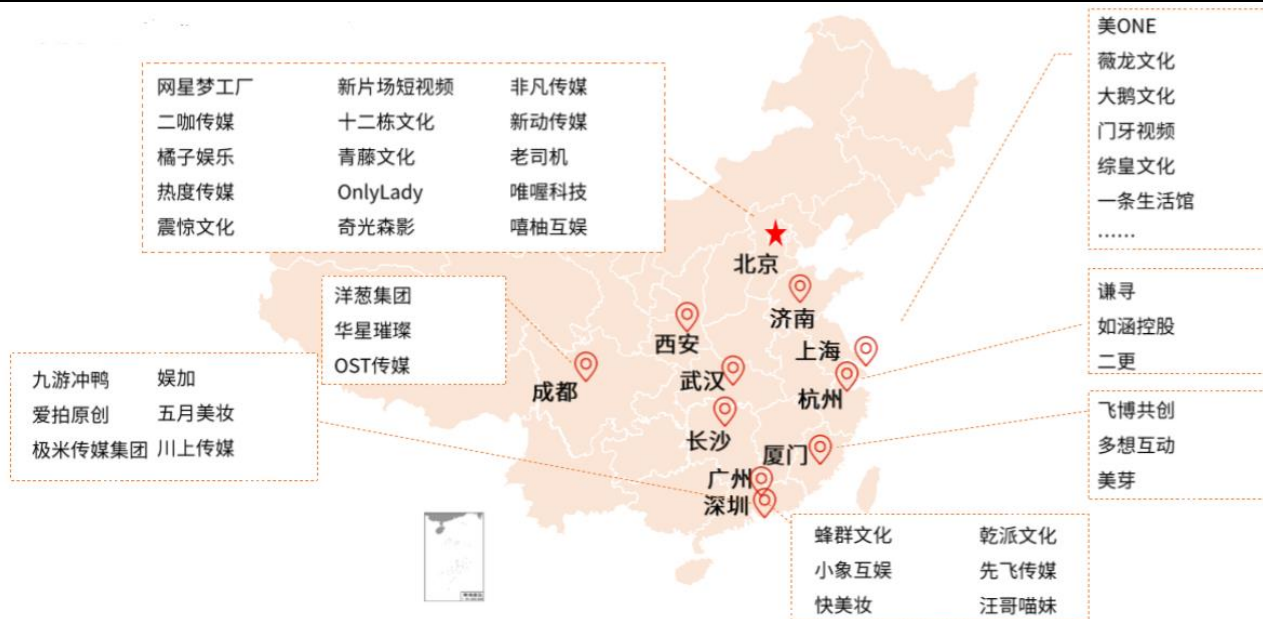 美ONE
薇龙文化
大鹅文化
门牙视频
综皇文化
一条生活馆
……
网星梦工厂 新片场短视频 非凡传媒
二咖传媒 十二栋文化 新动传媒
橘子娱乐 青藤文化 老司机
热度传媒 OnlyLady 唯喔科技
震惊文化 奇光森影 嘻柚互娱
北京
济南
西安
上海
成都
武汉
杭州
长沙
厦门
广州
深圳
洋葱集团
华星璀璨
OST传媒
谦寻
如涵控股
二更
九游冲鸭 娱加
爱拍原创 五月美妆
极米传媒集团 川上传媒
飞博共创
多想互动
美芽
蜂群文化 乾派文化
小象互娱 先飞传媒
快美妆 汪哥喵妹